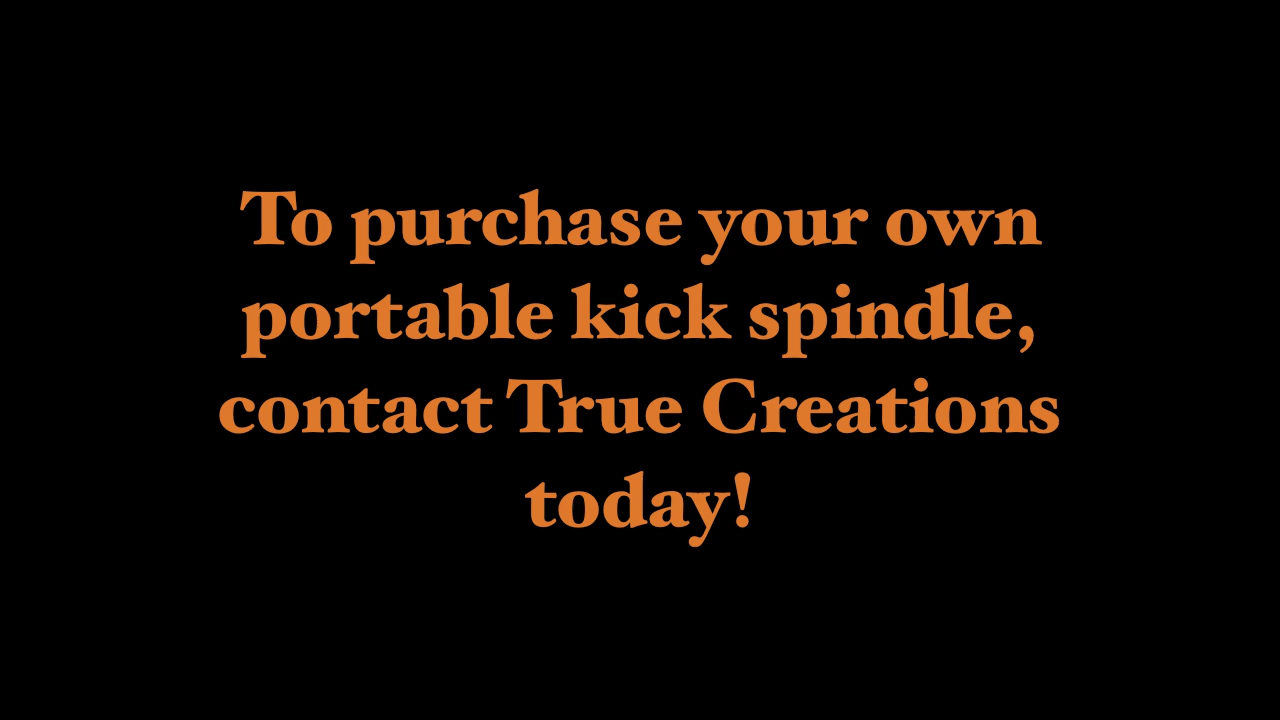 To purchase your own
portable kick spindle,
contact True Creations
today!